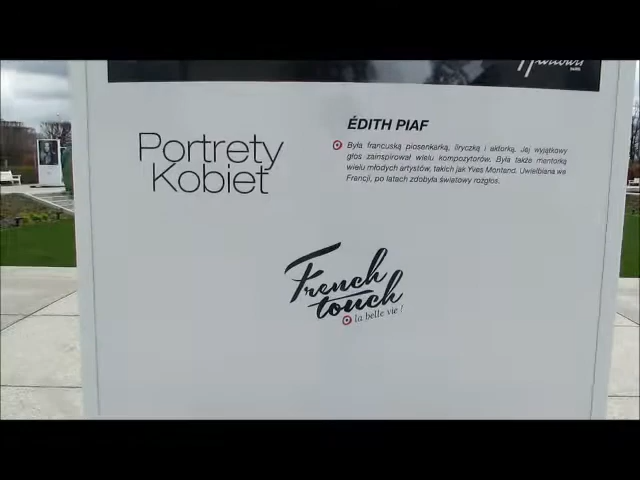 Harcourt
PARIS
Portrety
Kobiet
ÉDITH PIAF
Była francuską piosenkarką, liryczką i aktorką. Jej wyjątkowy
głos zainspirował wielu kompozytorów. Była także mentorką
wielu młodych artystów, takich jak Yves Montand. Uwielbiana we
Francji, po latach zdobyła światowy rozgłos.
French
touch
la belle vie !